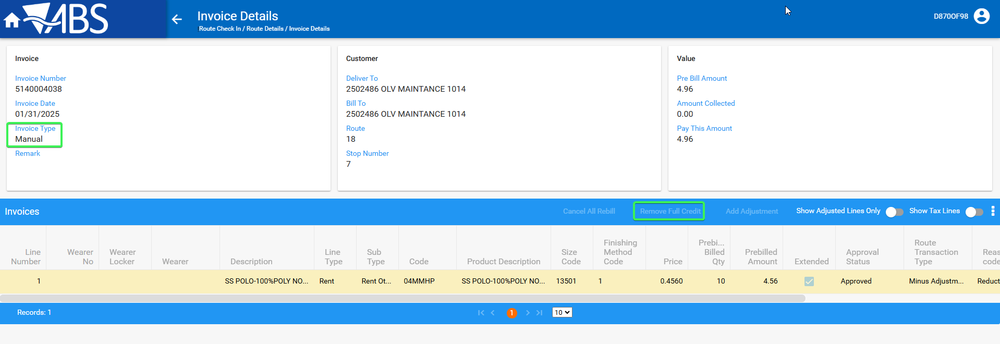 ABS
Invoice Details
Route Check In / Route Details / Invoice Details
D870OF98
Invoice
Invoice Number
5140004038
Invoice Date
01/31/2025
Invoice Type
Manual
Remark
Customer
Deliver To
2502486 OLV MAINTANCE 1014
Bill To
2502486 OLV MAINTANCE 1014
Route
18
Stop Number
7
Value
Pre Bill Amount
4.96
Amount Collected
0.00
Pay This Amount
4.96
Invoices
Cancel All Rebill
Remove Full Credit
Add Adjustment
Show Adjusted Lines Only
Show Tax Lines
Line Number
Wearer No
Wearer Locker
Wearer
Description
Line Type
Sub Type
Code
Product Description
Size Code
Finishing Method Code
Price
Prebi... Billed Qty
Prebilled Amount
Extended
Approval Status
Route Transaction Type
Reas code
1
SS POLO-100%POLY NO...
Rent
Rent Ot...
04MMHP
SS POLO-100%POLY NO...
13501
1
0.4560
10
4.56
Approved
Minus Adjustm...
Reduct
Records: 1
1
10